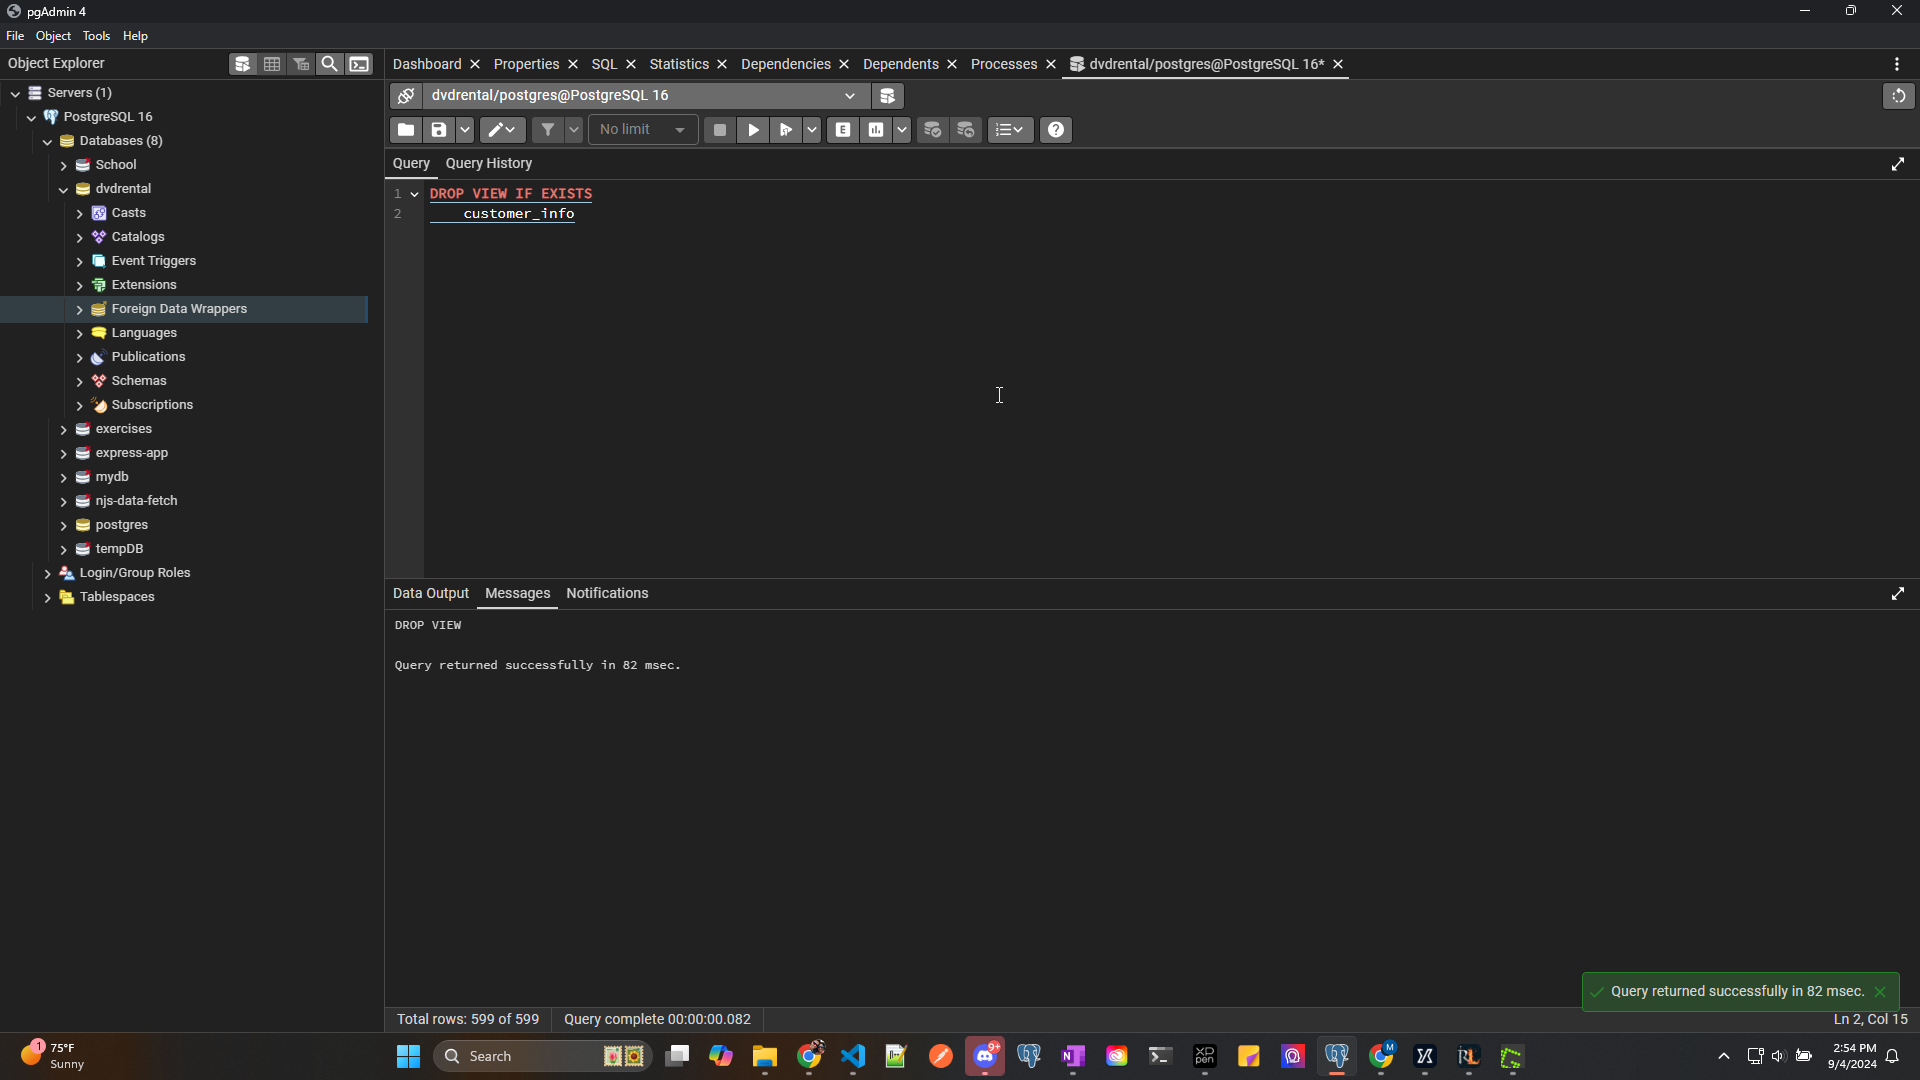 pgAdmin 4
File Object Tools Help
Object Explorer
Dashboard Properties SQL Statistics Dependencies Dependents Processes dvdrental/postgres@PostgreSQL 16*
Servers (1)
PostgreSQL 16
Databases (8)
School
dvdrental
Casts
Catalogs
Event Triggers
Extensions
Foreign Data Wrappers
Languages
Publications
Schemas
Subscriptions
exercises
express-app
mydb
njs-data-fetch
postgres
tempDB
Login/Group Roles
Tablespaces
dvdrental/postgres@PostgreSQL 16
No limit
E
Query Query History
1 DROP VIEW IF EXISTS
2 customer_info
Data Output Messages Notifications
DROP VIEW
Query returned successfully in 82 msec.
Query returned successfully in 82 msec.
Total rows: 599 of 599 Query complete 00:00:00.082 Ln 2, Col 15
1
75°F
Sunny
Search
9+
xp
pen
M
2:54 PM
9/4/2024